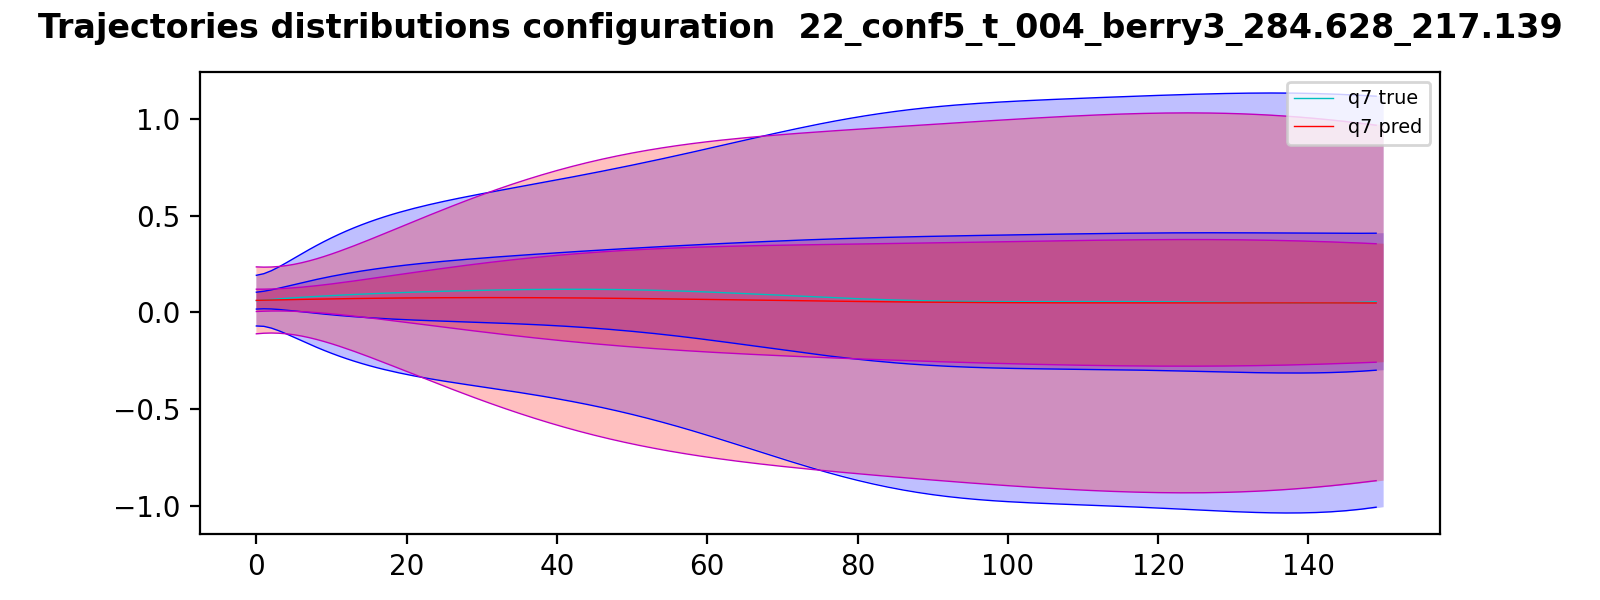 Trajectories distributions configuration  22_conf5_t_004_berry3_284.628_217.139
q7 true
q7 pred
1.0
0.5
0.0
−0.5
−1.0
0 20 40 60 80 100 120 140